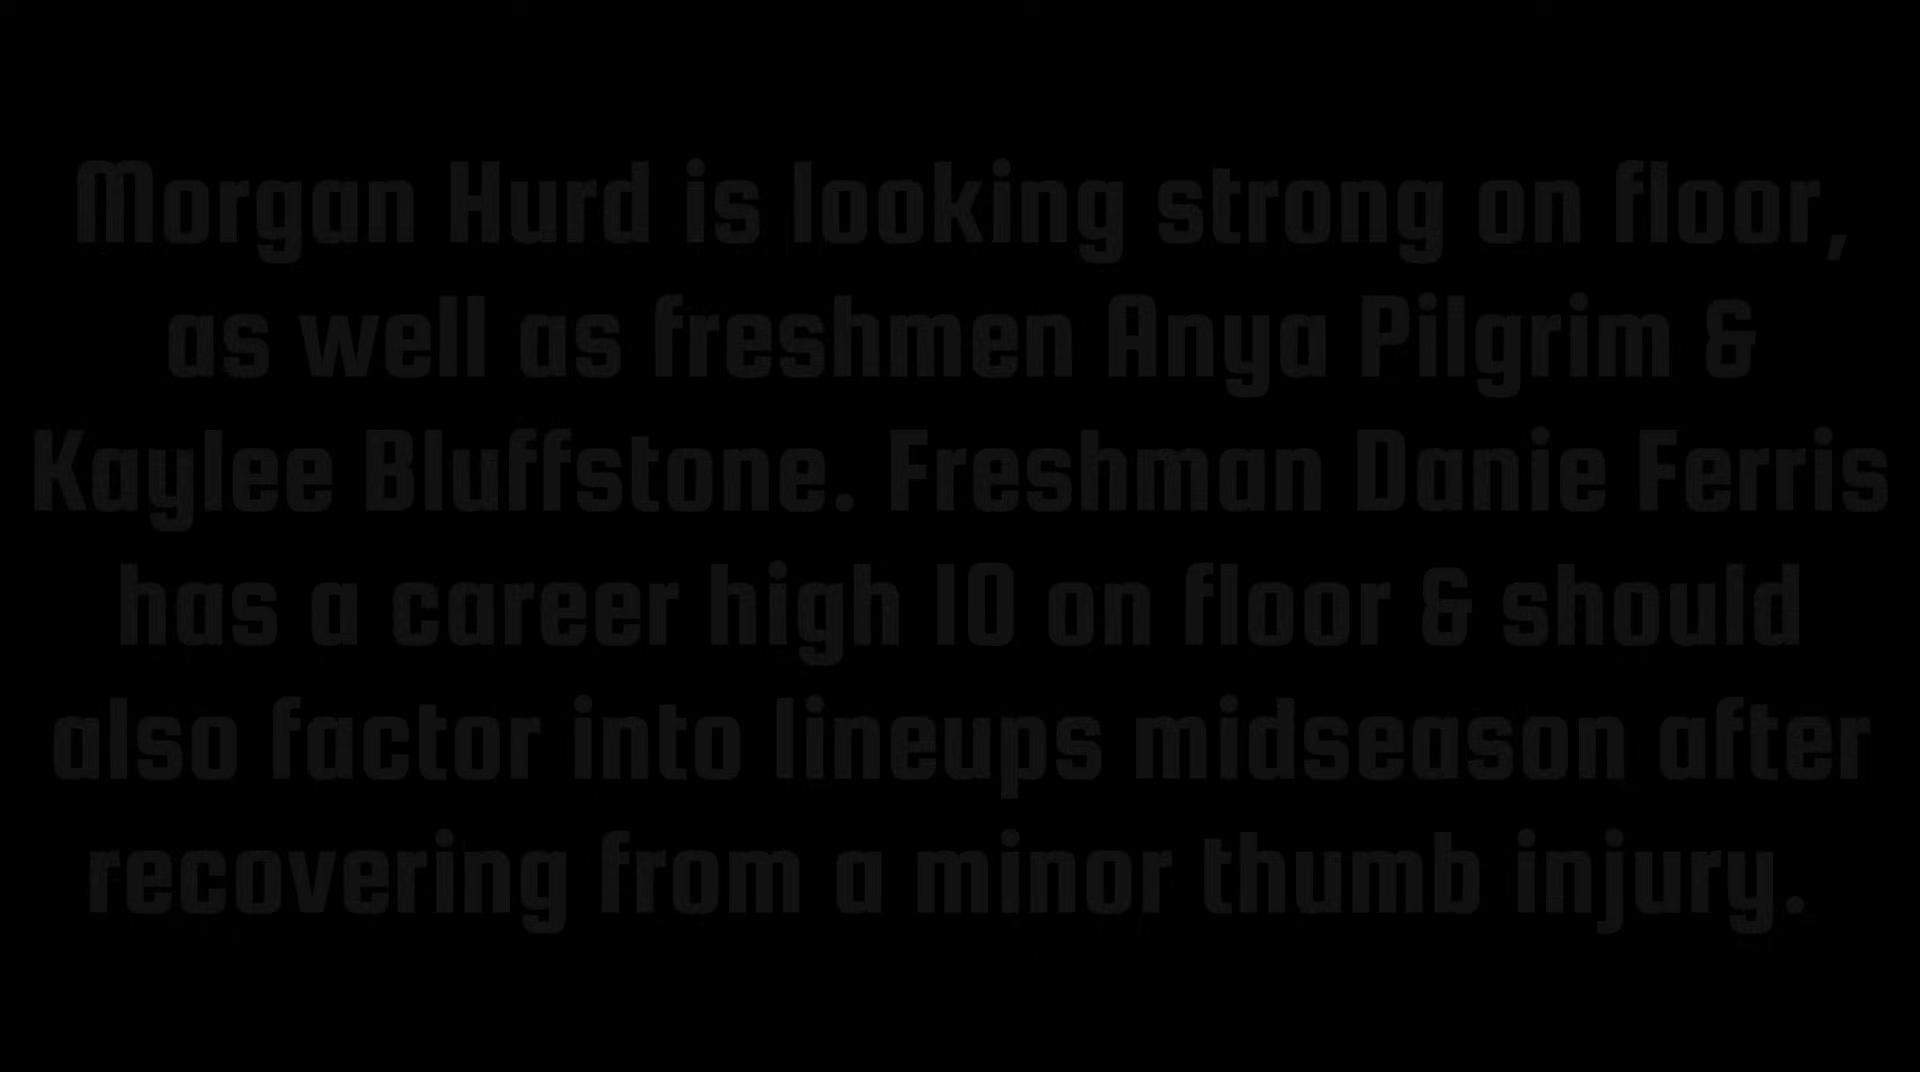 Morgan Hurd is looking strong on floor,
as well as freshmen Anya Pilgrim &
Kaylee Bluffstone. Freshman Danie Ferris
has a career high 10 on floor & should
also factor into lineups midseason after
recovering from a minor thumb injury.